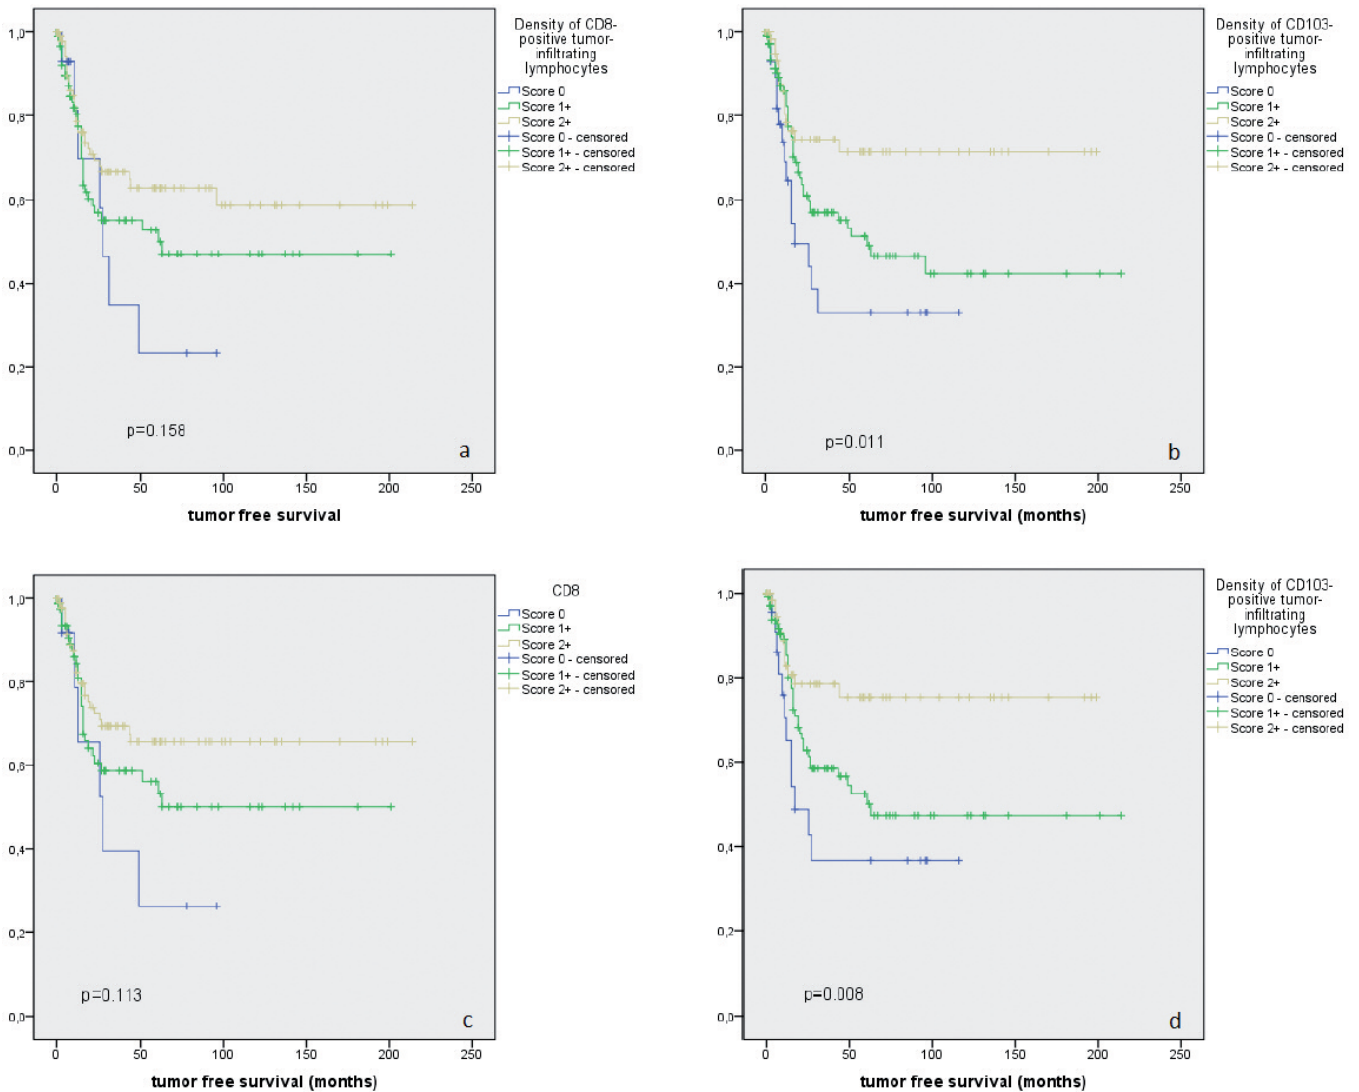 Density of CD8-
positive tumor-
infiltrating
lymphocytes
Score 0
Score 1+
Score 2+
Score 0 - censored
Score 1+ - censored
Score 2+ - censored
1,0
0,8
0,6
0,4
0,2
0,0
p=0.158
a
0 50 100 150 200 250
tumor free survival
Density of CD103-
positive tumor-
infiltrating
lymphocytes
Score 0
Score 1+
Score 2+
Score 0 - censored
Score 1+ - censored
Score 2+ - censored
1,0
0,8
0,6
0,4
0,2
0,0
p=0.011
b
0 50 100 150 200 250
tumor free survival (months)
CD8
Score 0
Score 1+
Score 2+
Score 0 - censored
Score 1+ - censored
Score 2+ - censored
1,0
0,8
0,6
0,4
0,2
0,0
p=0.113
c
0 50 100 150 200 250
tumor free survival (months)
Density of CD103-
positive tumor-
infiltrating
lymphocytes
Score 0
Score 1+
Score 2+
Score 0 - censored
Score 1+ - censored
Score 2+ - censored
1,0
0,8
0,6
0,4
0,2
0,0
p=0.008
d
0 50 100 150 200 250
tumor free survival (months)